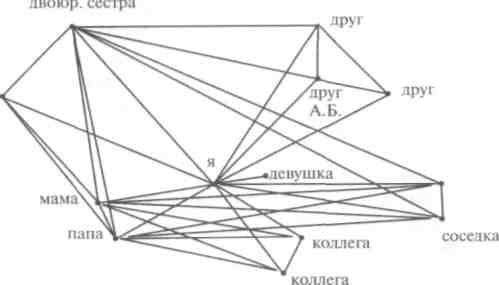 двоюр. сестра
друг
друг
А.Б.
друг
я
девушка
мама
папа
коллега
соседка
коллега